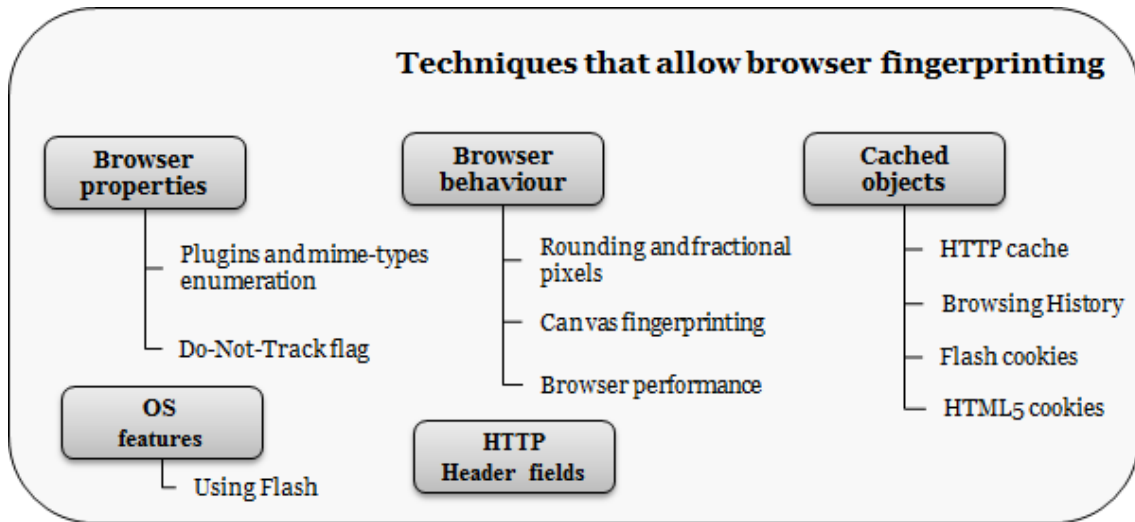 Techniques that allow browser fingerprinting
Browser
properties
Plugins and mime-types
enumeration
Do-Not-Track flag
OS
features
Using Flash
Browser
behaviour
Rounding and fractional
pixels
Canvas fingerprinting
Browser performance
HTTP
Header fields
Cached
objects
HTTP cache
Browsing History
Flash cookies
HTML5 cookies